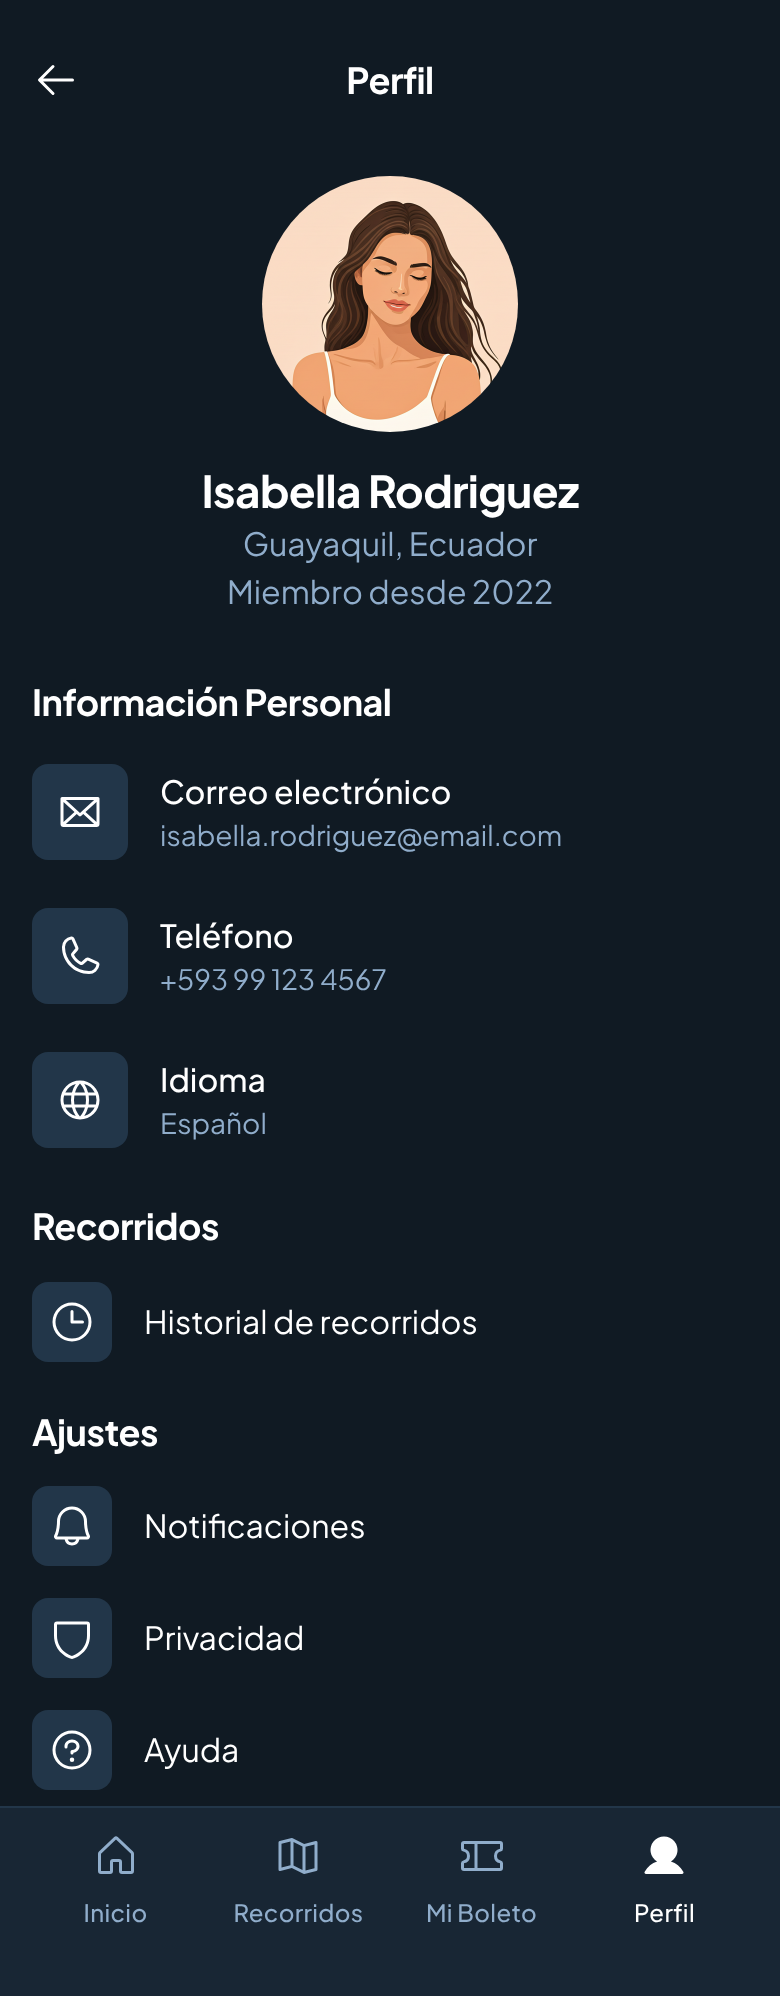 Perfil
Isabella Rodriguez
Guayaquil, Ecuador
Miembro desde 2022
Información Personal
Correo electrónico
isabella.rodriguez@email.com
Teléfono
+593 99 123 4567
Idioma
Español
Recorridos
Historial de recorridos
Ajustes
Notificaciones
Privacidad
Ayuda
Inicio
Recorridos
Mi Boleto
Perfil